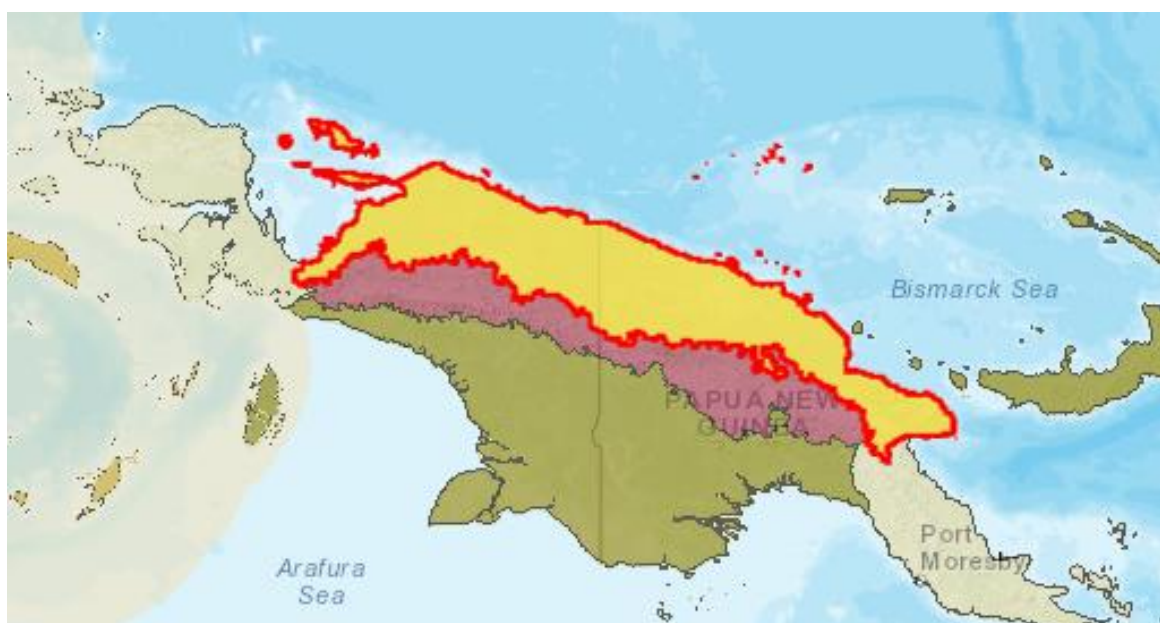 Bismarck Sea
PAPUA NEW
GUINEA
Port
Moresby
Arafura
Sea